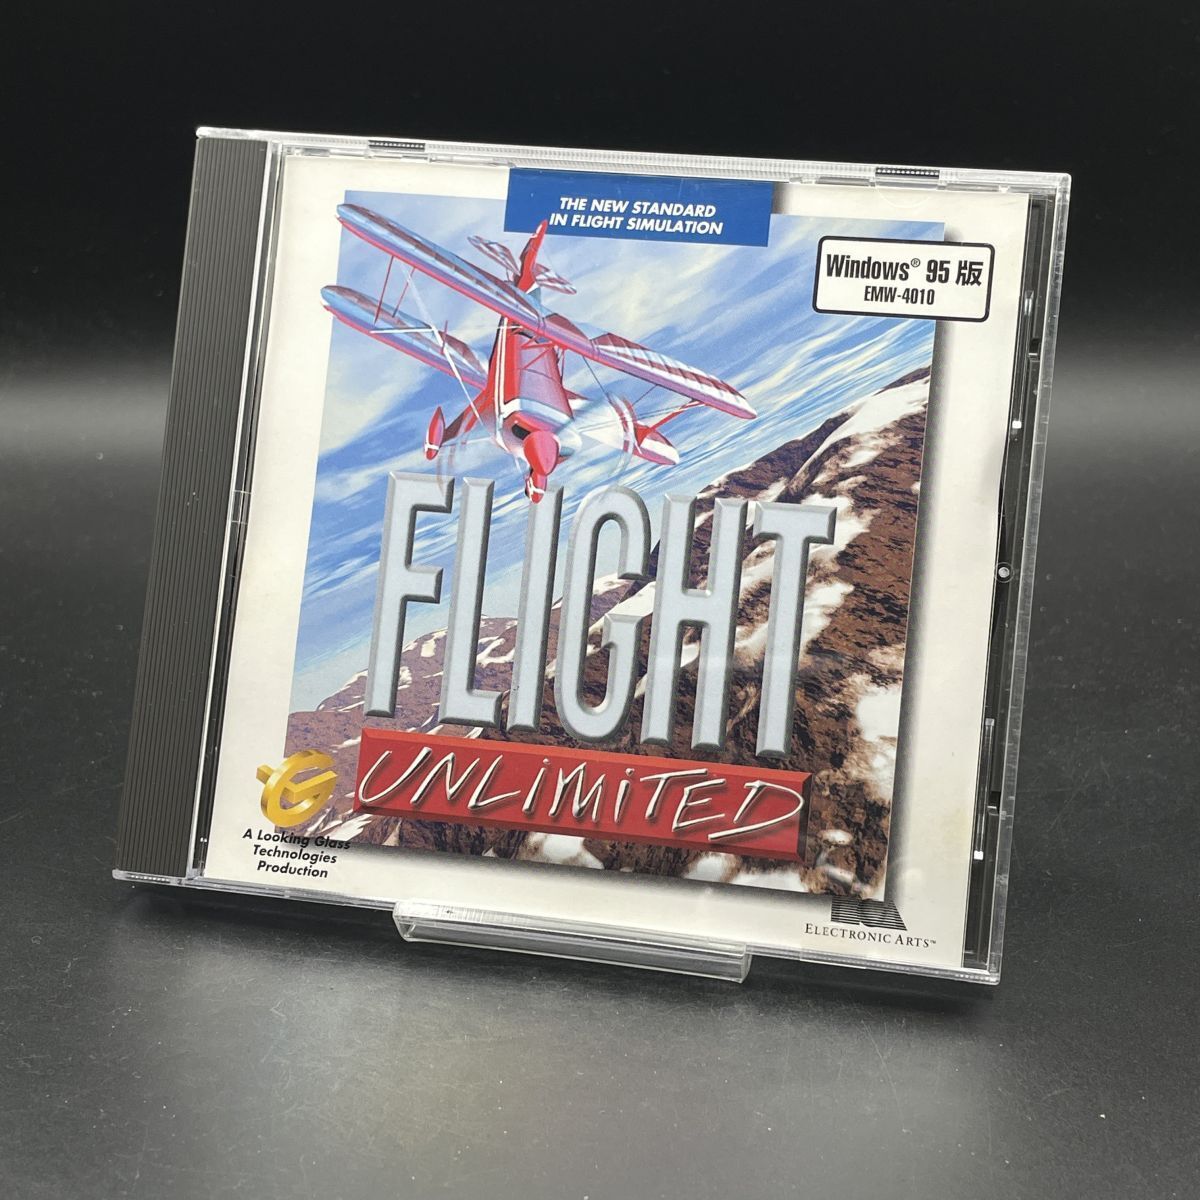 THE NEW STANDARD
IN FLIGHT SIMULATION
Windows® 95 版
EMW-4010
FLIGHT
UNLIMITED
A Looking Glass
Technologies
Production
ELECTRONIC ARTS™